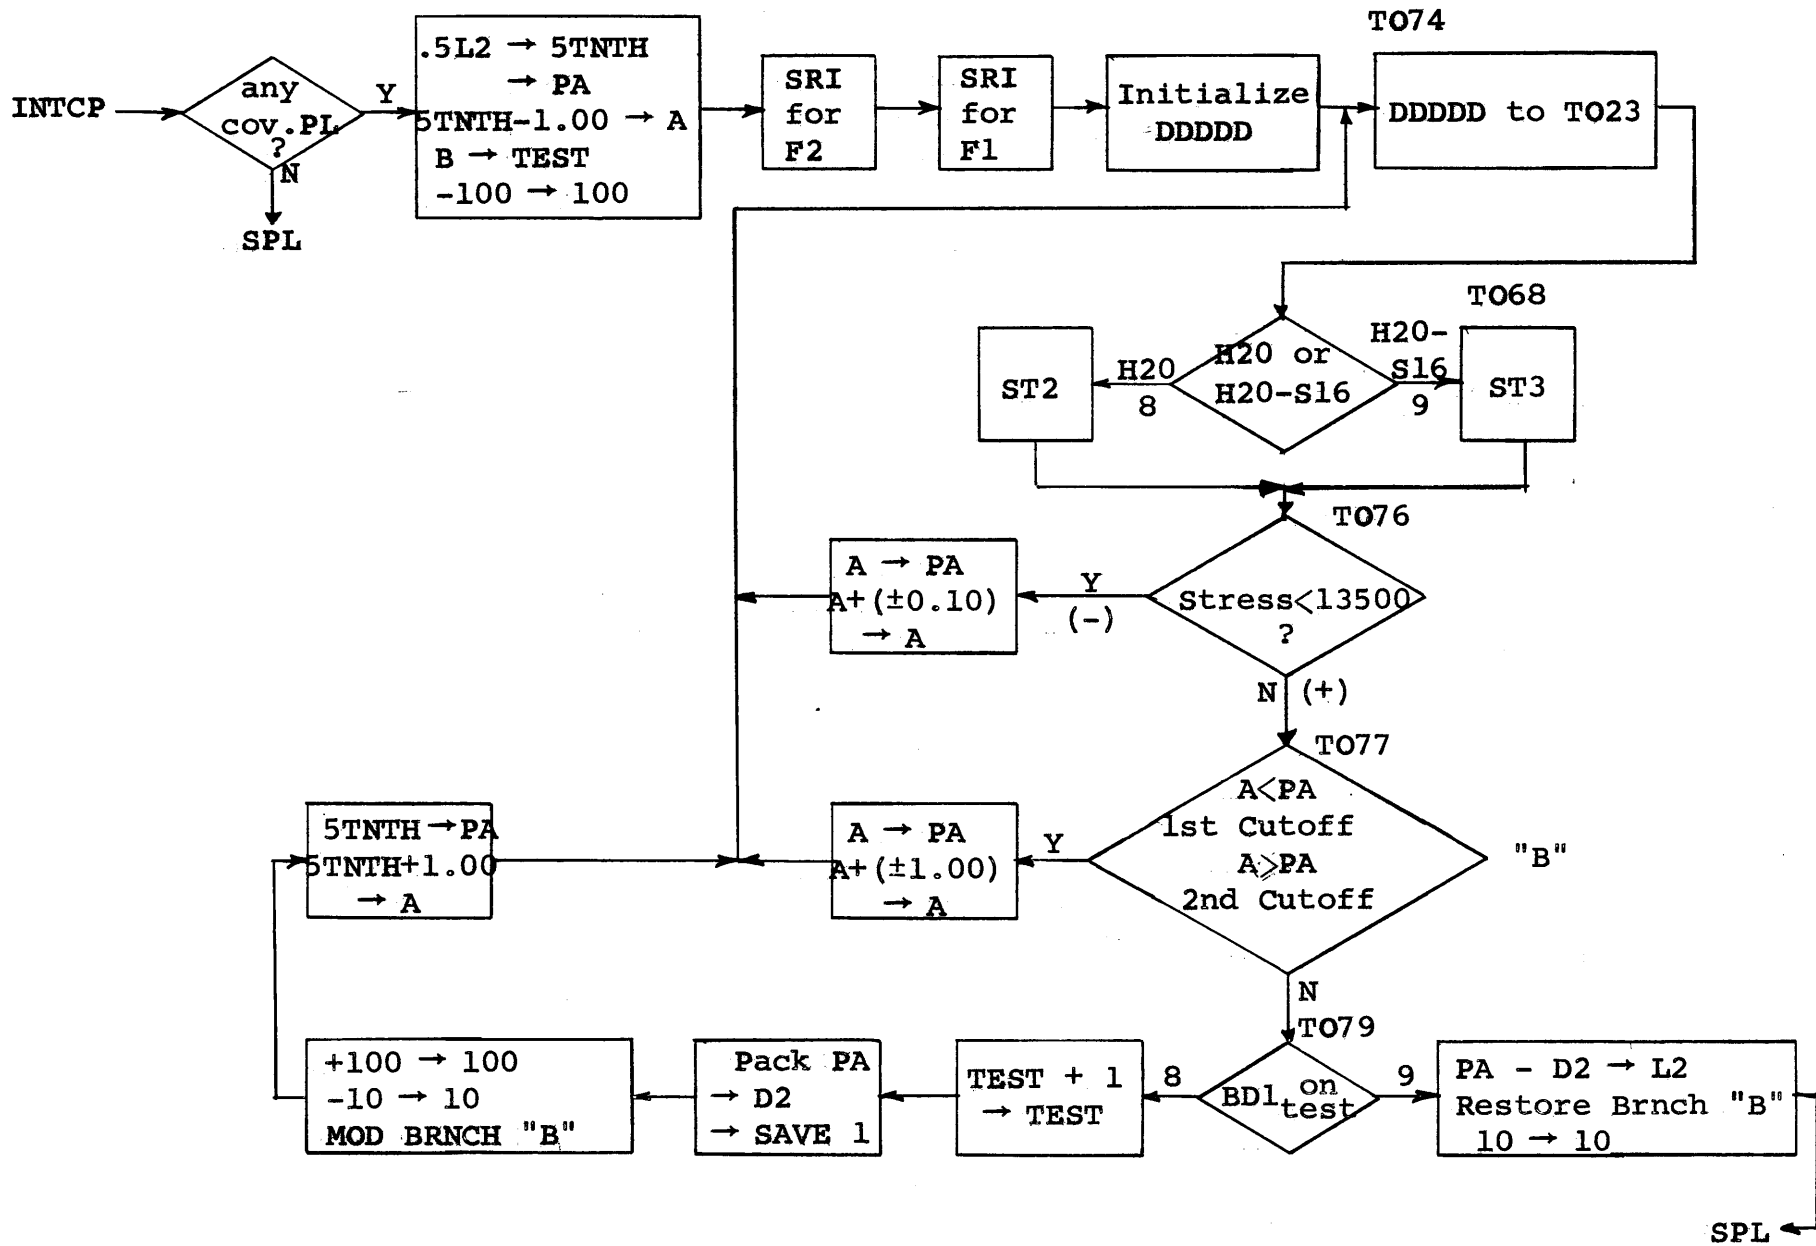 TO74
INTCP
any
cov.PL
?
Y
N
SPL
.5L2 → 5TNTH
→ PA
5TNTH-1.00 → A
B → TEST
-100 → 100
SRI
for
F2
SRI
for
F1
Initialize
DDDDD
DDDDD to TO23
TO68
H20 or
H20-S16
H20
8
H20-
S16
9
ST2
ST3
TO76
Stress<13500
?
Y
(-)
A → PA
A+(±0.10)
→ A
N (+)
TO77
A<PA
1st Cutoff
A>PA
2nd Cutoff
"B"
Y
A → PA
A+(±1.00)
→ A
5TNTH → PA
5TNTH+1.00
→ A
N
TO79
BD1 on
test
8
9
TEST + 1
→ TEST
Pack PA
→ D2
→ SAVE 1
+100 → 100
-10 → 10
MOD BRNCH "B"
PA - D2 → L2
Restore Brnch "B"
10 → 10
SPL